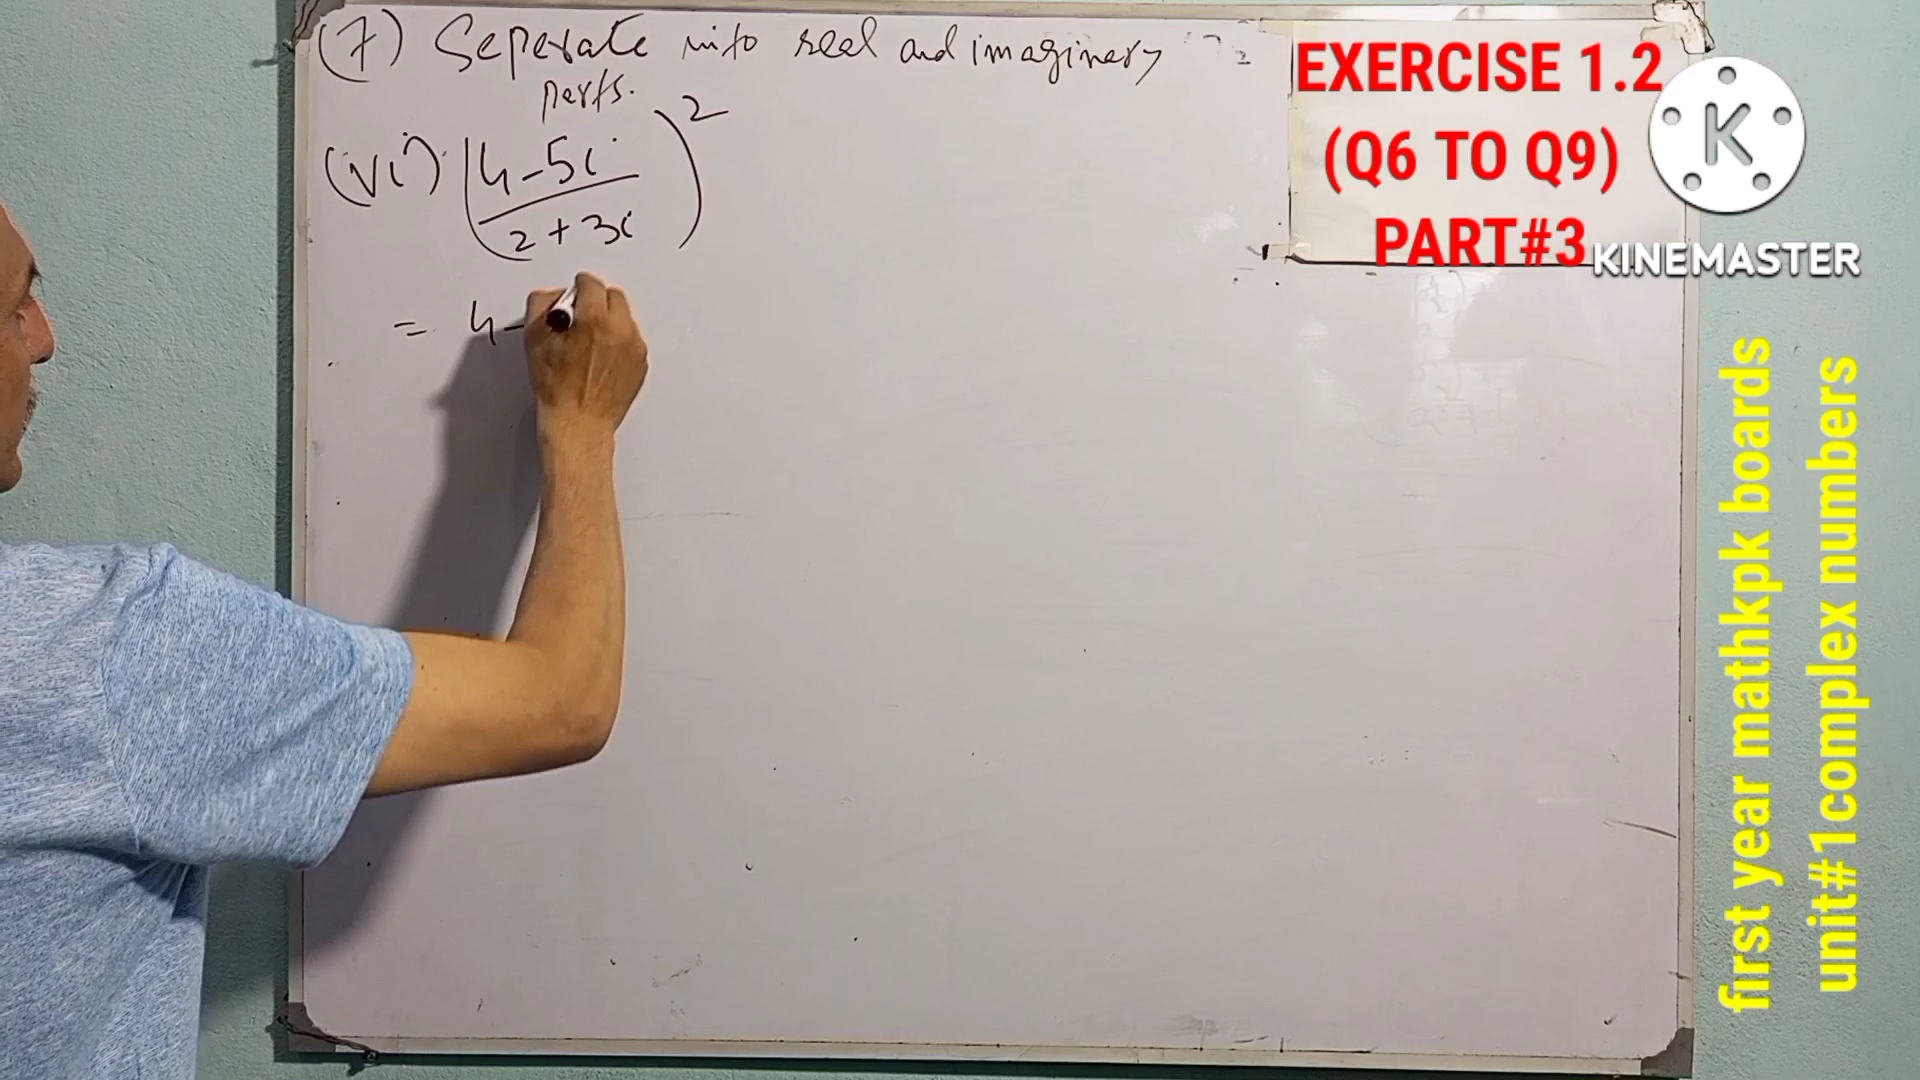 (7) Seperate into real and imaginery
parts.
(vi) (4-5i
2+3i)²
= 4-
EXERCISE 1.2
(Q6 TO Q9)
PART#3
K
KINEMASTER
first year mathkpk boards
unit#1complex numbers